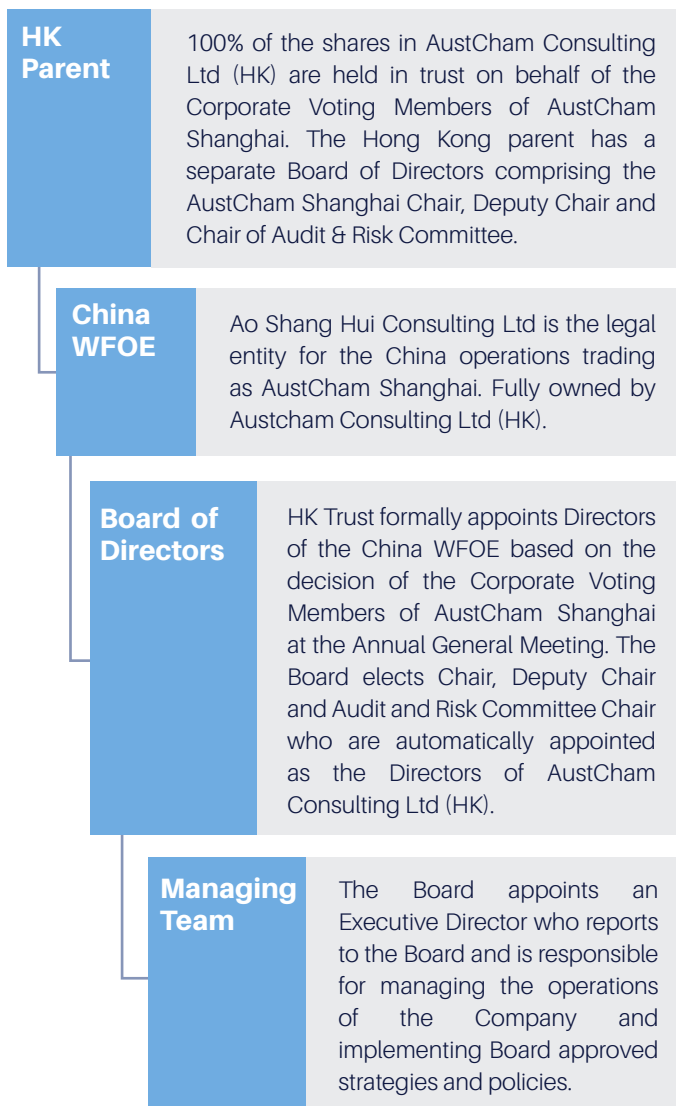 HK
Parent
100% of the shares in AustCham Consulting
Ltd (HK) are held in trust on behalf of the
Corporate Voting Members of AustCham
Shanghai. The Hong Kong parent has a
separate Board of Directors comprising the
AustCham Shanghai Chair, Deputy Chair and
Chair of Audit & Risk Committee.
China
WFOE
Ao Shang Hui Consulting Ltd is the legal
entity for the China operations trading
as AustCham Shanghai. Fully owned by
Austcham Consulting Ltd (HK).
Board of
Directors
HK Trust formally appoints Directors
of the China WFOE based on the
decision of the Corporate Voting
Members of AustCham Shanghai
at the Annual General Meeting. The
Board elects Chair, Deputy Chair
and Audit and Risk Committee Chair
who are automatically appointed
as the Directors of AustCham
Consulting Ltd (HK).
Managing
Team
The Board appoints an
Executive Director who reports
to the Board and is responsible
for managing the operations
of the Company and
implementing Board approved
strategies and policies.